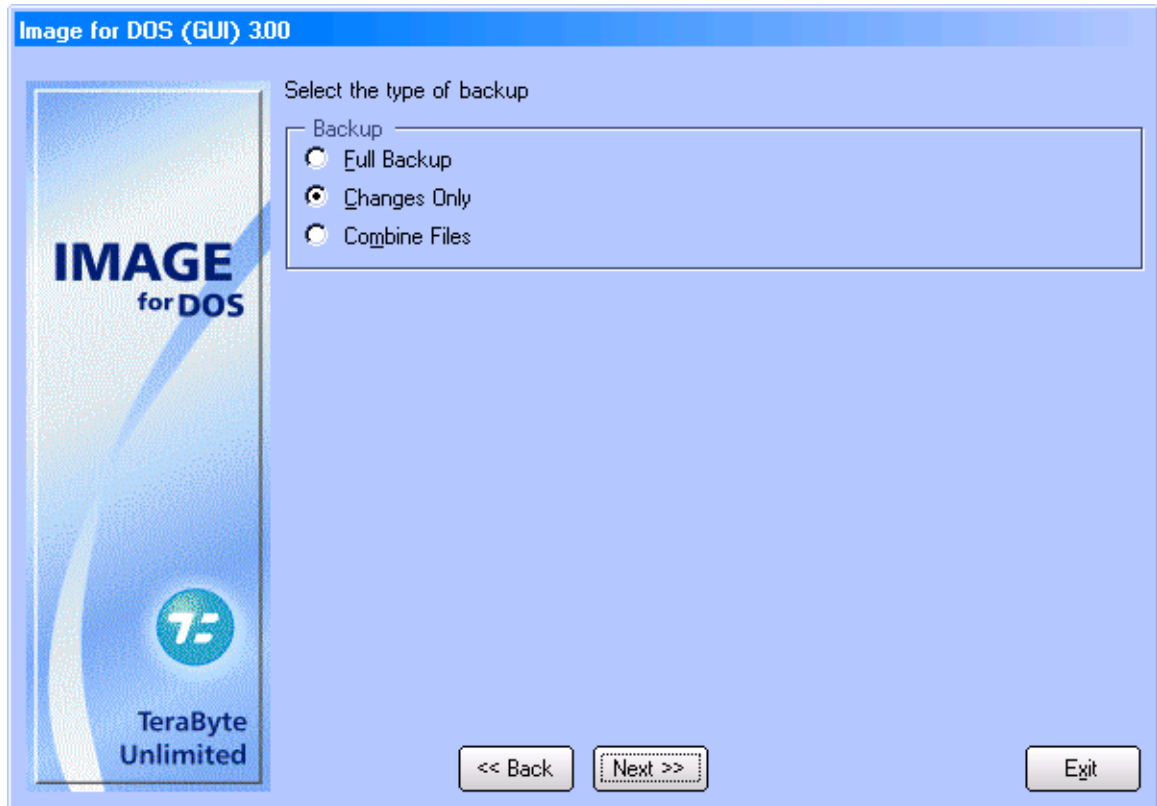 Image for DOS (GUI) 3.00
Select the type of backup
Backup
Full Backup
Changes Only
Combine Files
IMAGE
for DOS
TeraByte
Unlimited
<< Back
Next >>
Exit